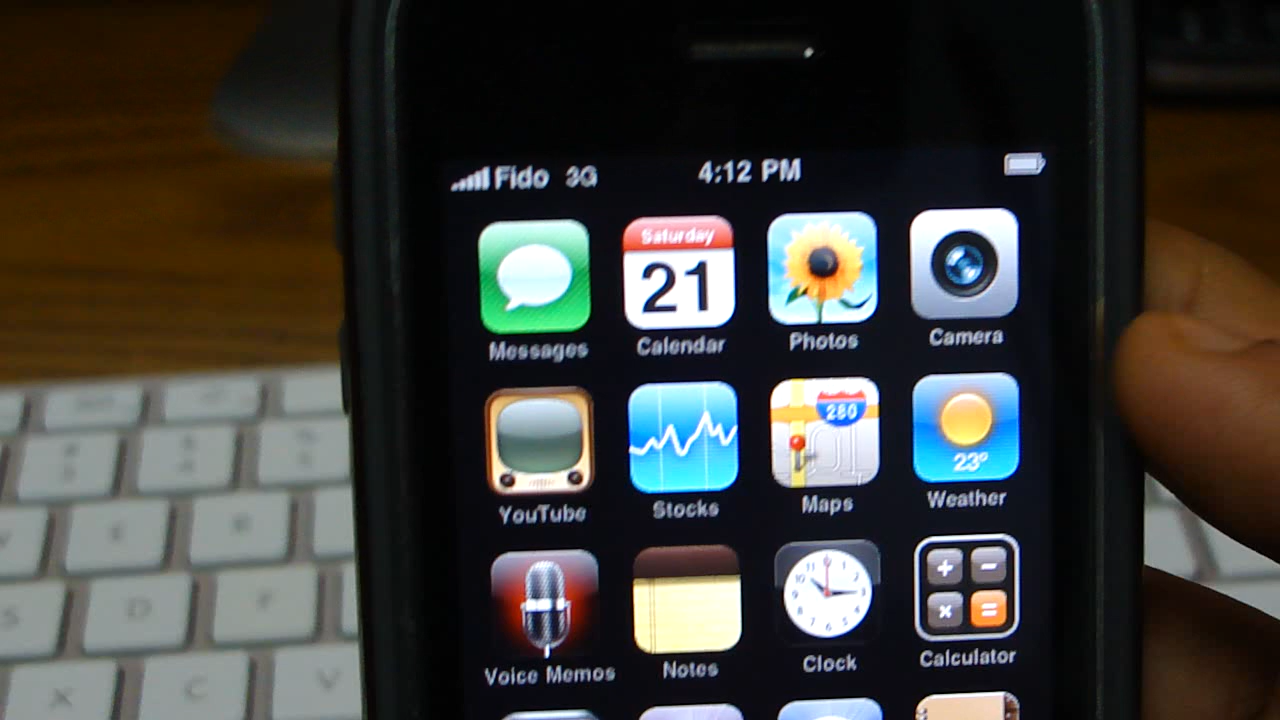 Fido 3G 4:12 PM
Saturday
21
Messages Calendar Photos Camera
280
23°
YouTube Stocks Maps Weather
+ −
× =
Voice Memos Notes Clock Calculator
E R
S D F
X C V